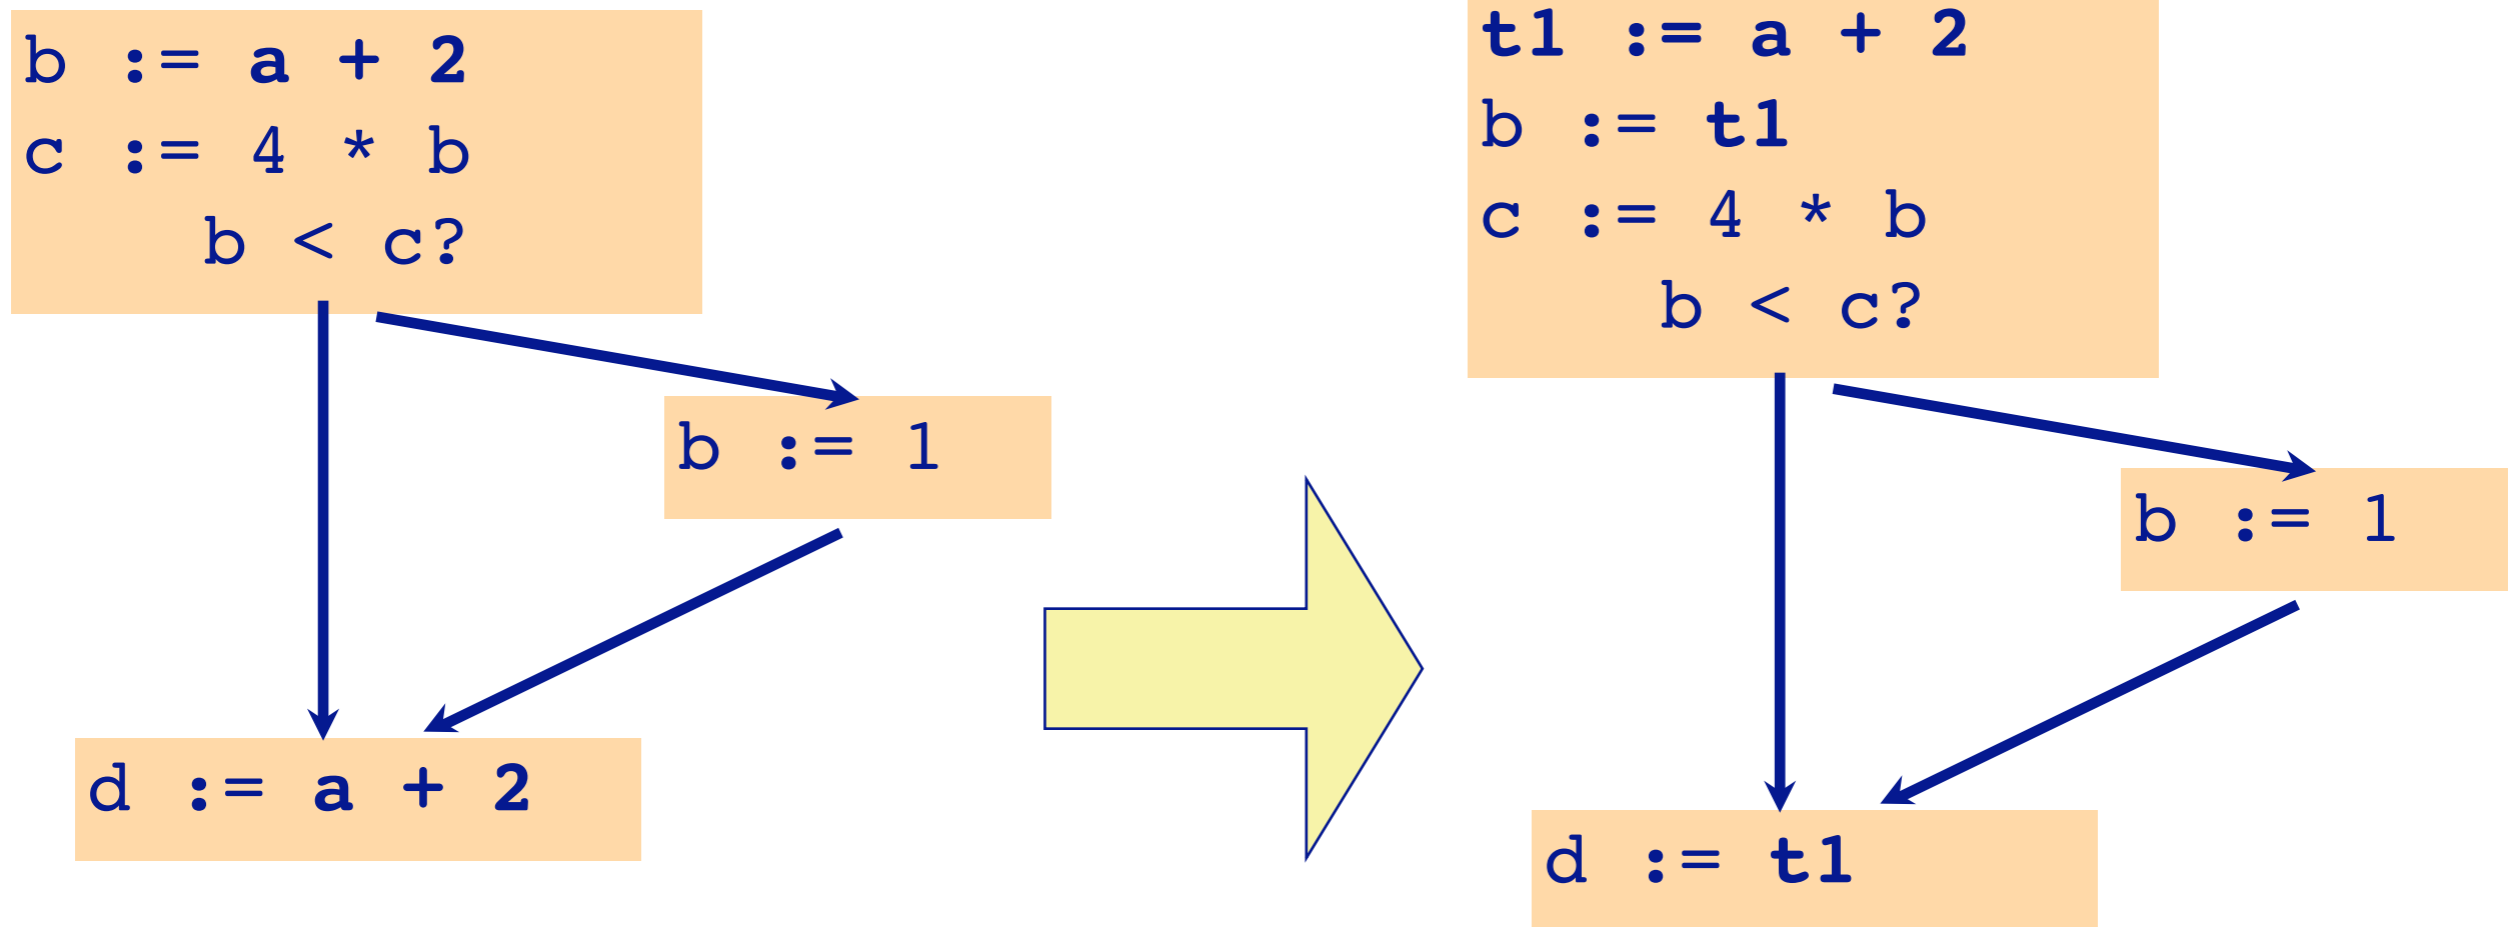 b := a + 2
c := 4 * b
b < c?
b := 1
d := a + 2
t1 := a + 2
b := t1
c := 4 * b
b < c?
b := 1
d := t1